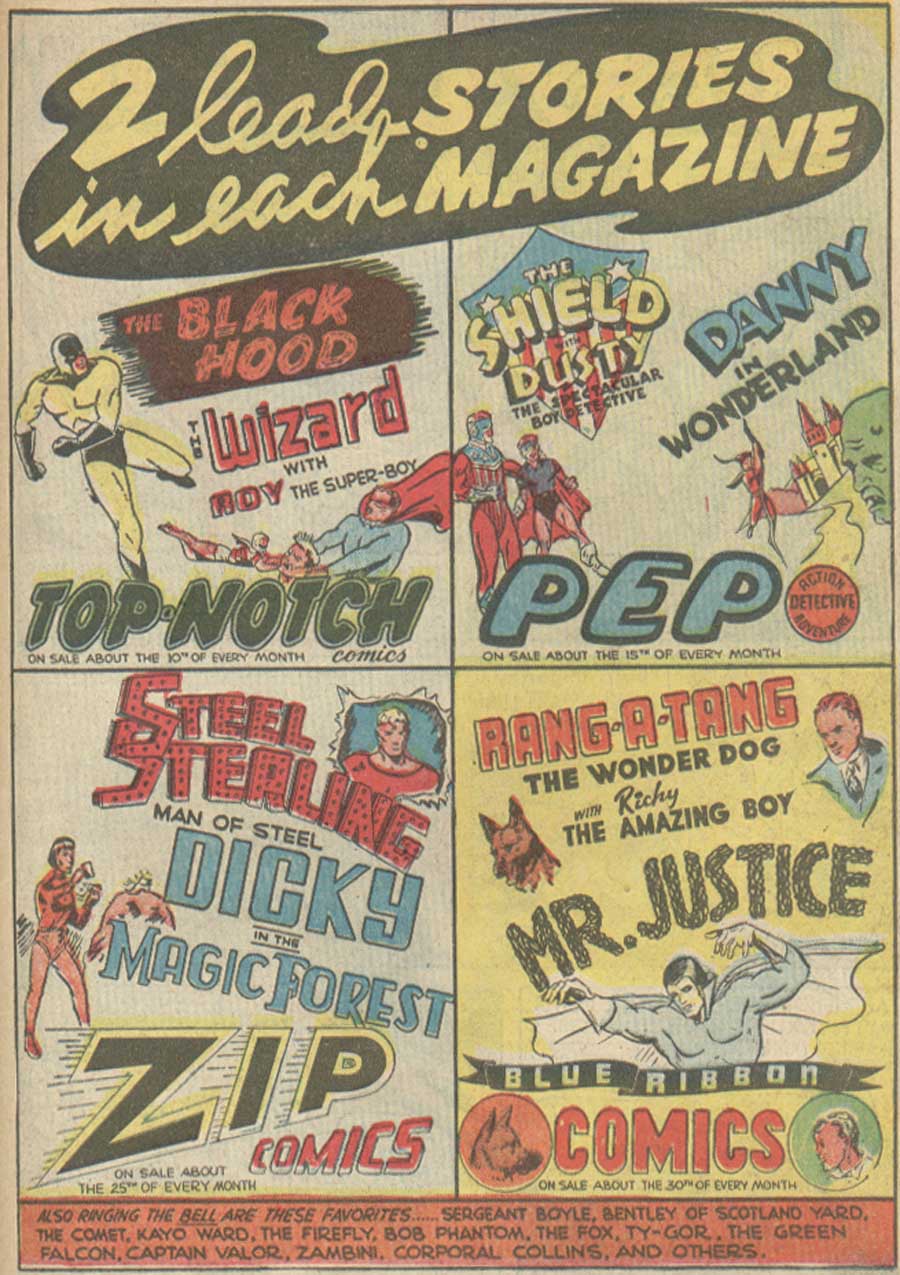 2 lead STORIES
in each MAGAZINE
THE BLACK
HOOD
THE Wizard
WITH
ROY THE SUPER-BOY
TOP-NOTCH
ON SALE ABOUT THE 10TH OF EVERY MONTH comics
THE
SHIELD
WITH
DUSTY
THE SPECTACULAR
BOY DETECTIVE
DANNY
IN
WONDERLAND
PEP
ACTION
DETECTIVE
ADVENTURE
ON SALE ABOUT THE 15TH OF EVERY MONTH
STEEL
STERLING
MAN OF STEEL
DICKY
IN THE
MAGIC FOREST
ZIP
COMICS
ON SALE ABOUT
THE 25TH OF EVERY MONTH
RANG-A-TANG
THE WONDER DOG
WITH Richy
THE AMAZING BOY
MR. JUSTICE
BLUE RIBBON
COMICS
ON SALE ABOUT THE 30TH OF EVERY MONTH
ALSO RINGING THE BELL ARE THESE FAVORITES..... SERGEANT BOYLE, BENTLEY OF SCOTLAND YARD,
THE COMET, KAYO WARD, THE FIREFLY, BOB PHANTOM, THE FOX, TY-GOR, THE GREEN
FALCON, CAPTAIN VALOR, ZAMBINI, CORPORAL COLLINS, AND OTHERS.